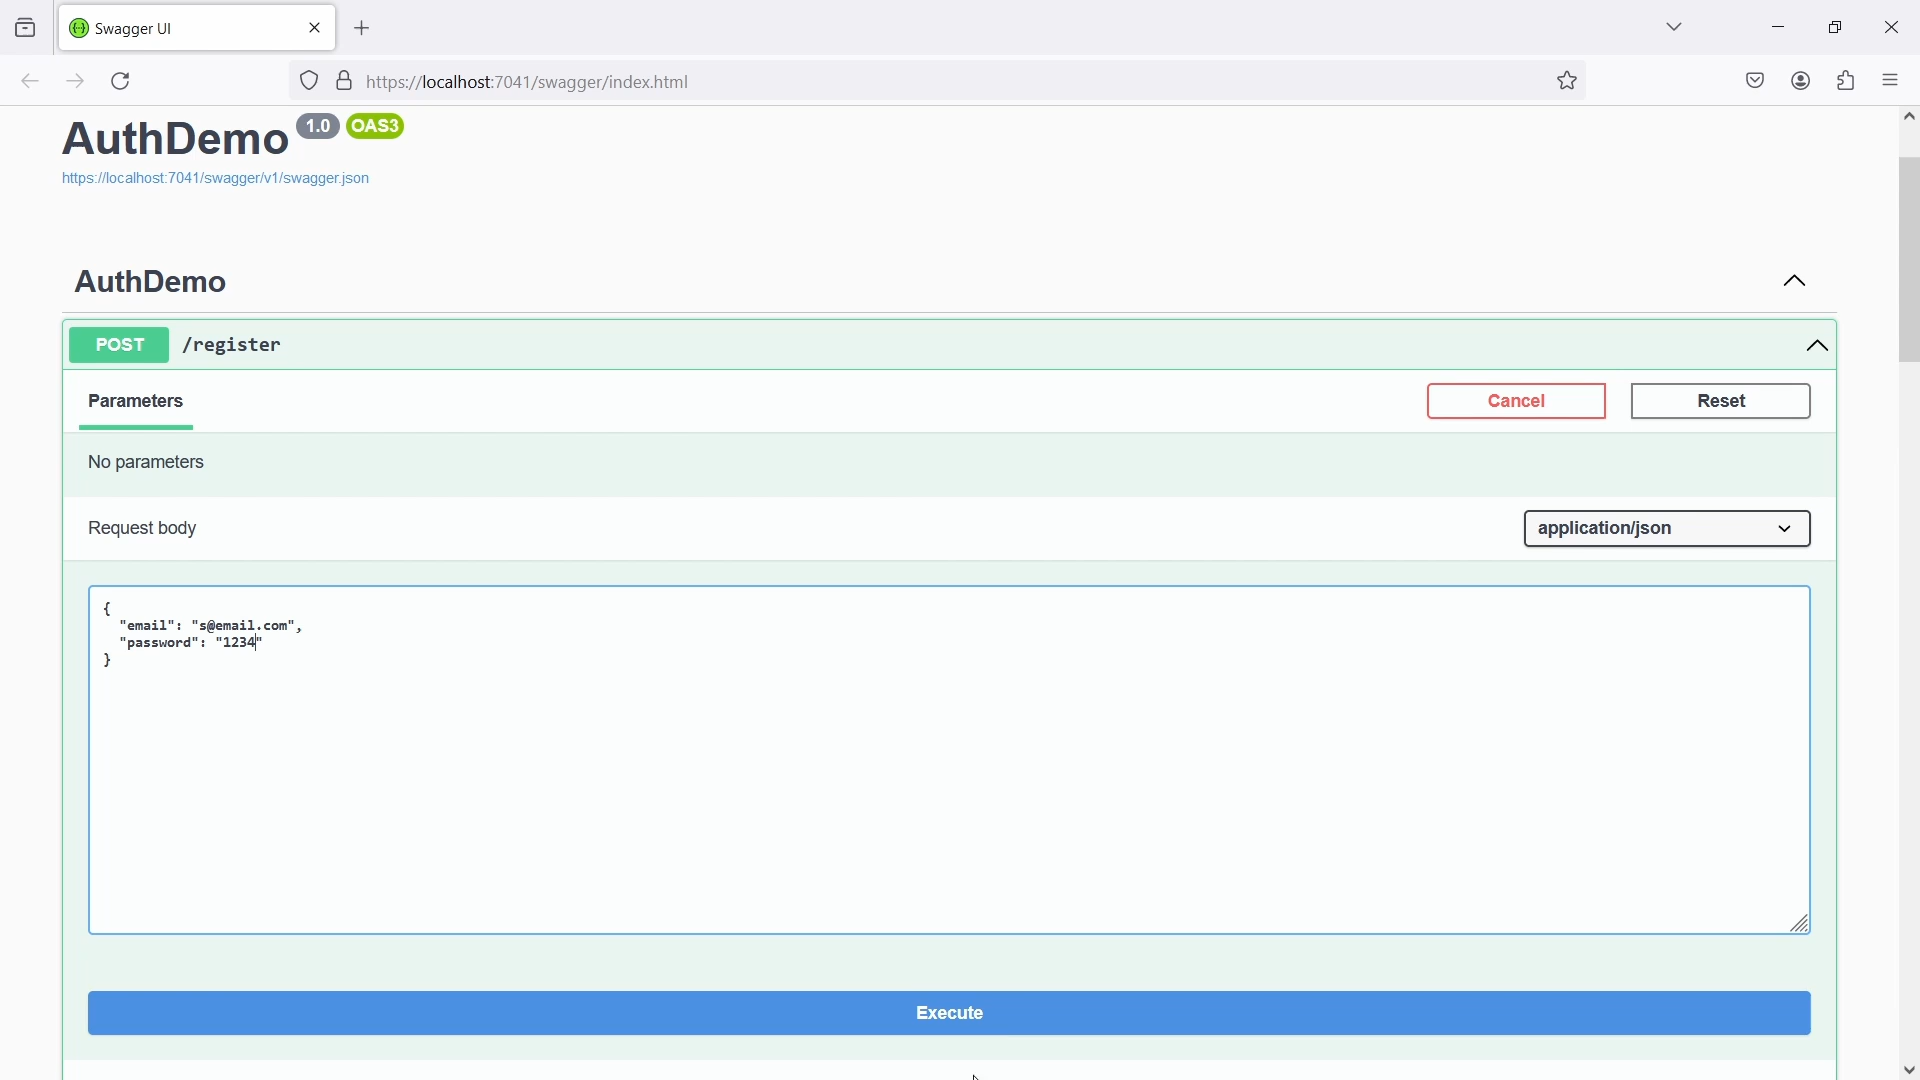 Swagger UI
https://localhost:7041/swagger/index.html
AuthDemo 1.0 OAS3
https://localhost:7041/swagger/v1/swagger.json
AuthDemo
POST /register
Parameters
Cancel
Reset
No parameters
Request body
application/json
{
"email": "s@email.com",
"password": "1234"
}
Execute